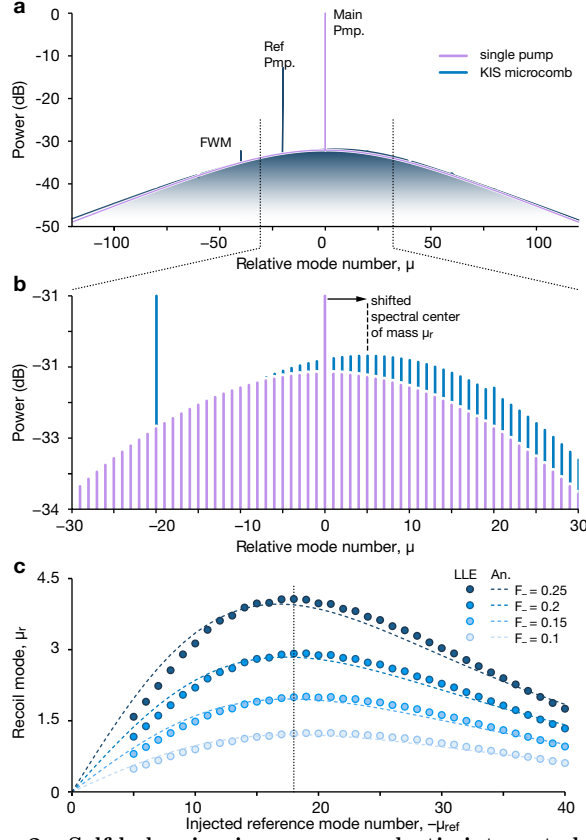 a
0
−10
−20
−30
−40
−50
Power (dB)
Main
Pmp.
Ref
Pmp.
FWM
single pump
KIS microcomb
−100
−50
0
50
100
Relative mode number, μ
b
−31
−31
−33
−34
Power (dB)
shifted
spectral center
of mass μr
−30
−20
−10
0
10
20
30
Relative mode number, μ
c
4.5
3
1.5
0
Recoil mode, μr
LLE An.
F₋ = 0.25
F₋ = 0.2
F₋ = 0.15
F₋ = 0.1
0
10
20
30
40
Injected reference mode number, −μref